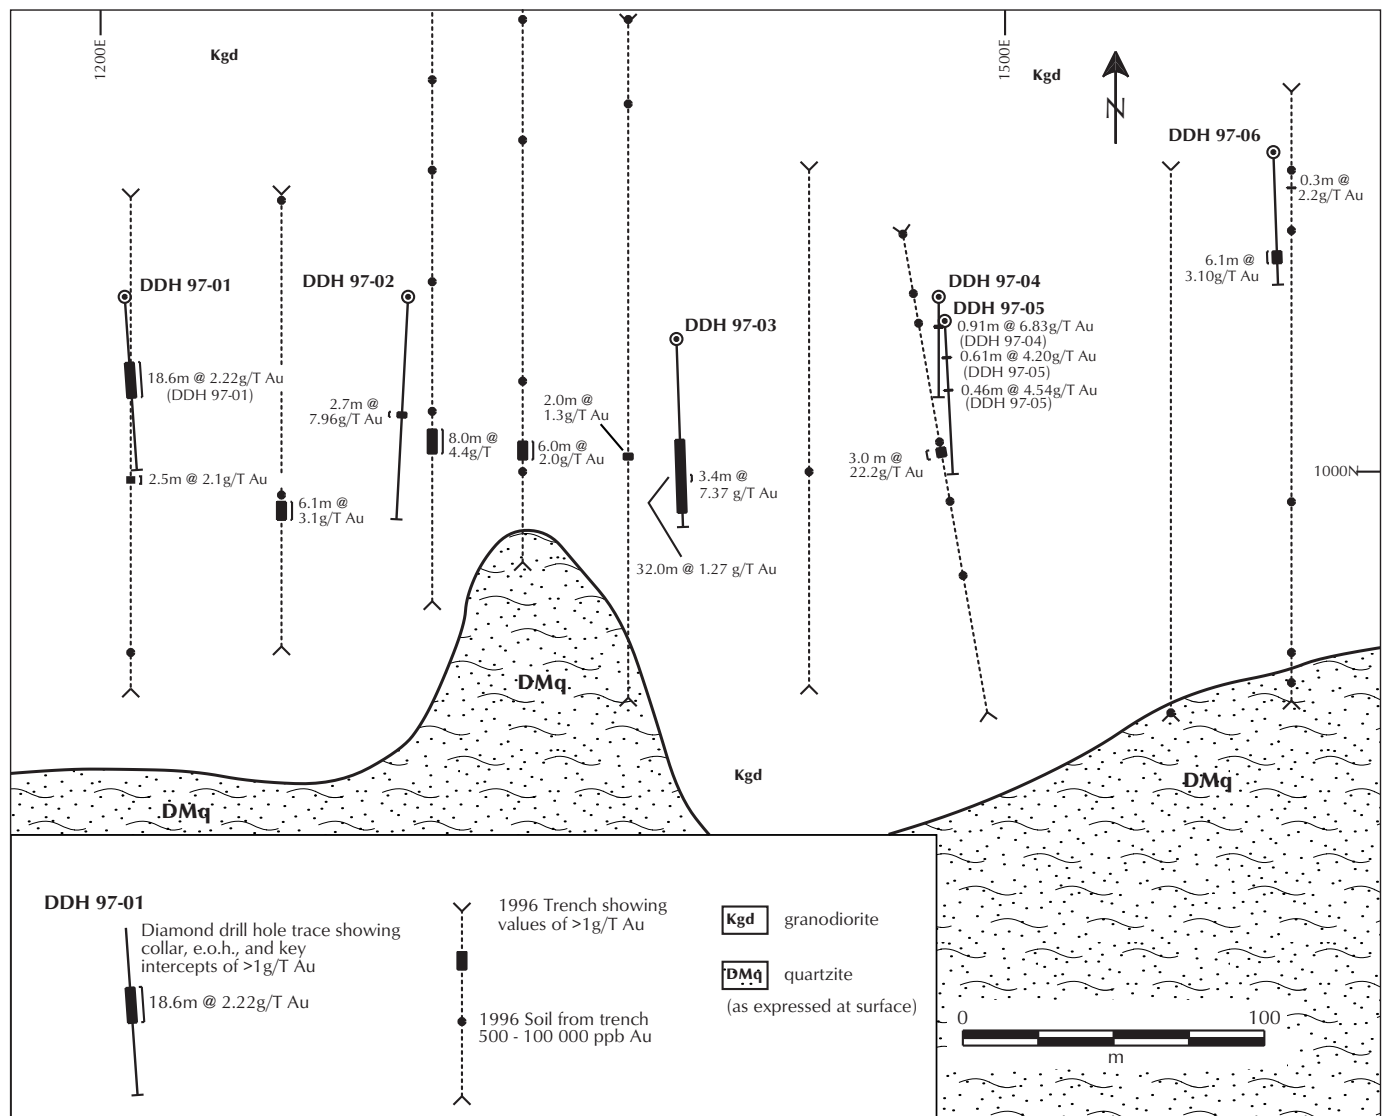 1200E
Kgd
1500E
Kgd
N
DDH 97-06
0.3m @
2.2g/T Au
6.1m @
3.10g/T Au
DDH 97-01
DDH 97-02
DDH 97-04
DDH 97-05
DDH 97-03
0.91m @ 6.83g/T Au
(DDH 97-04)
0.61m @ 4.20g/T Au
(DDH 97-05)
0.46m @ 4.54g/T Au
(DDH 97-05)
18.6m @ 2.22g/T Au
(DDH 97-01)
2.7m @
7.96g/T Au
2.0m @
1.3g/T Au
8.0m @
4.4g/T
6.0m @
2.0g/T Au
3.0 m @
22.2g/T
1000N
2.5m @ 2.1g/T Au
3.4m @
7.37 g/T Au
6.1m @
3.1g/T Au
32.0m @ 1.27 g/T Au
DMq
Kgd
DMq
DMq
DDH 97-01
Diamond drill hole trace showing
collar, e.o.h., and key
intercepts of >1g/T Au
18.6m @ 2.22g/T Au
1996 Trench showing
values of >1g/T Au
1996 Soil from trench
500 - 100 000 ppb Au
Kgd granodiorite
DMq quartzite
(as expressed at surface)
0 100
m